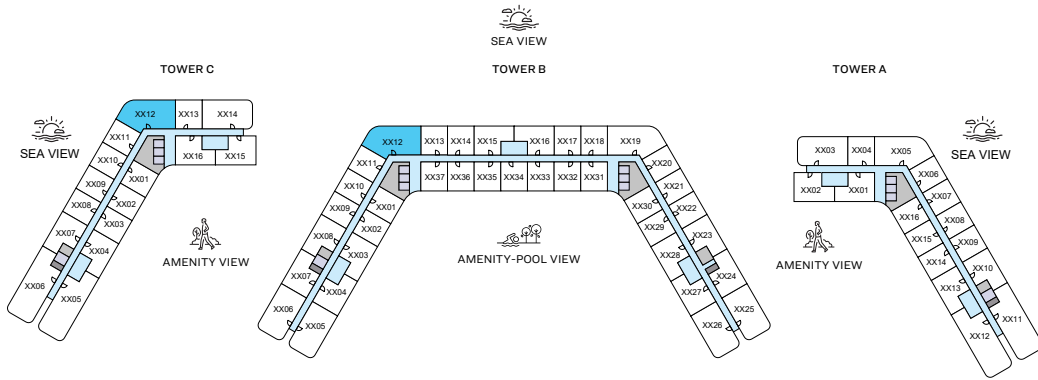 SEA VIEW
TOWER C
TOWER B
TOWER A
SEA VIEW
SEA VIEW
XX12
XX13
XX14
XX11
XX10
XX09
XX08
XX07
XX06
XX16
XX15
XX01
XX02
XX03
XX04
XX05
AMENITY VIEW
XX12
XX13
XX14
XX15
XX16
XX17
XX18
XX19
XX11
XX10
XX09
XX08
XX07
XX06
XX37
XX36
XX35
XX34
XX33
XX32
XX31
XX01
XX02
XX03
XX04
XX05
XX20
XX21
XX22
XX23
XX24
XX25
XX30
XX29
XX28
XX27
XX26
AMENITY-POOL VIEW
XX03
XX04
XX05
XX02
XX01
XX06
XX07
XX08
XX09
XX10
XX11
XX16
XX15
XX14
XX13
XX12
AMENITY VIEW